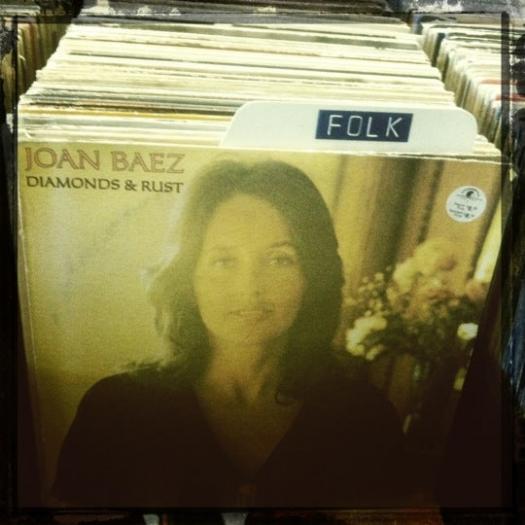 FOLK
JOAN BAEZ
DIAMONDS & RUST